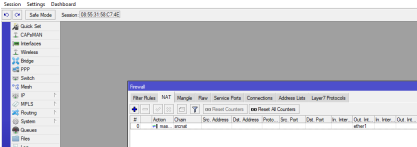 Session Settings Dashboard
Safe Mode Session: 08:55:31:58:C7:4E
Quick Set
CAPsMAN
Interfaces
Wireless
Bridge
PPP
Switch
Mesh
IP
MPLS
Routing
System
Queues
Files
Firewall
Filter Rules NAT Mangle Raw Service Ports Connections Address Lists Layer7 Protocols
Reset Counters Reset All Counters
# Action Chain Src. Address Dst. Address Proto... Src. Port Dst. Port In. Inter... Out. Int... In. Inter... Out. Int...
0 mas... srcnat ether1